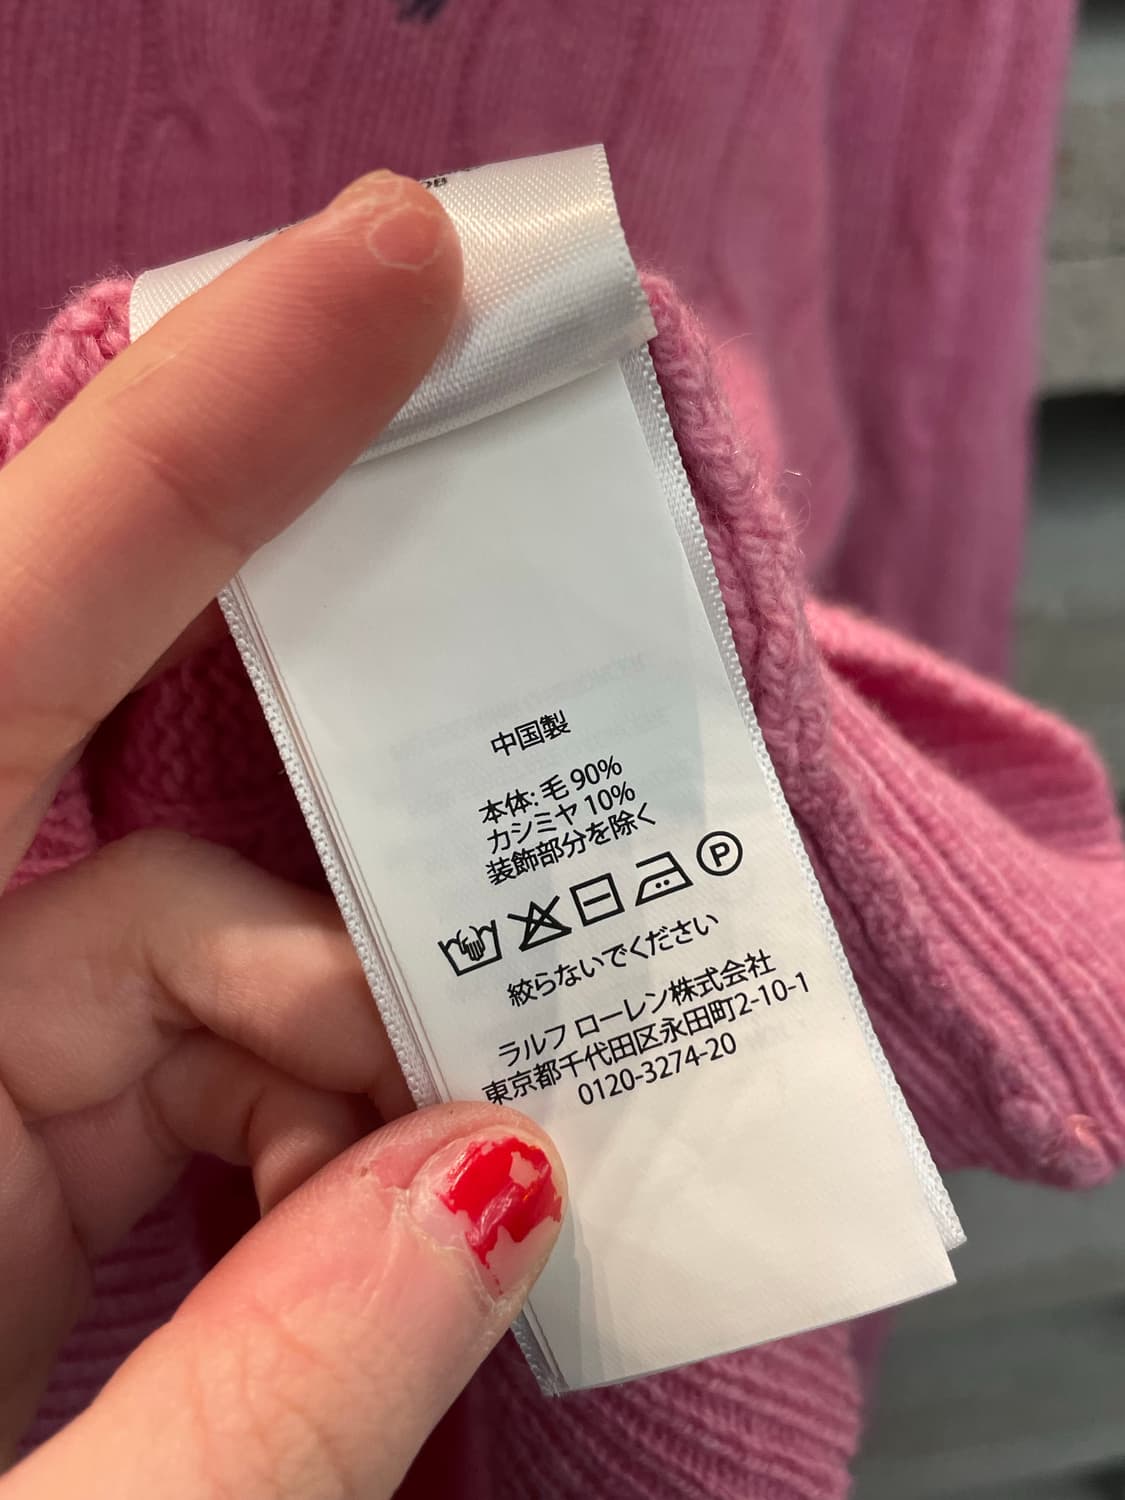 中国製
本体: 毛 90%
カシミヤ 10%
装飾部分を除く
P
絞らないでください
ラルフ ローレン株式会社
東京都千代田区永田町2-10-1
0120-3274-20